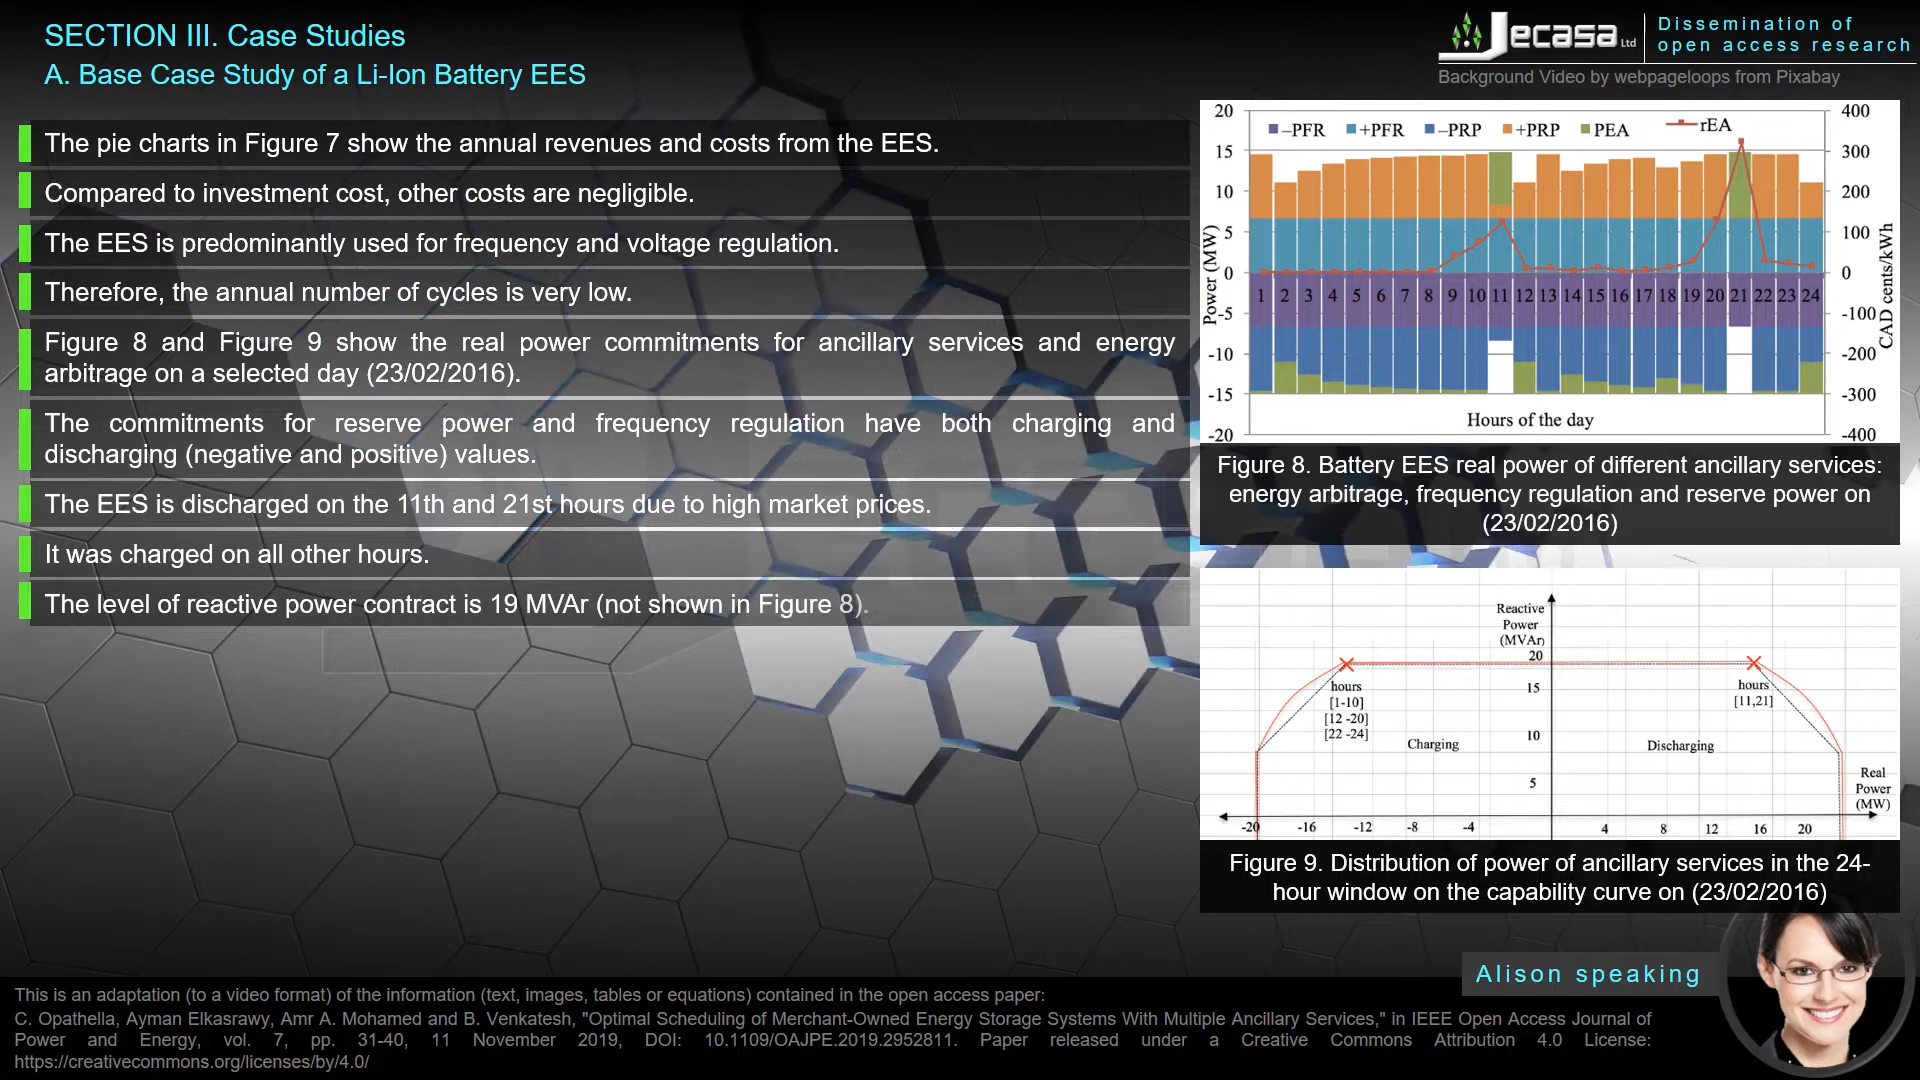 SECTION III. Case Studies
A. Base Case Study of a Li-Ion Battery EES
Jecasa Ltd
Dissemination of
open access research
Background Video by webpageloops from Pixabay
The pie charts in Figure 7 show the annual revenues and costs from the EES.
Compared to investment cost, other costs are negligible.
The EES is predominantly used for frequency and voltage regulation.
Therefore, the annual number of cycles is very low.
Figure 8 and Figure 9 show the real power commitments for ancillary services and energy
arbitrage on a selected day (23/02/2016).
The commitments for reserve power and frequency regulation have both charging and
discharging (negative and positive) values.
The EES is discharged on the 11th and 21st hours due to high market prices.
It was charged on all other hours.
The level of reactive power contract is 19 MVAr (not shown in Figure 8).
–PFR +PFR –PRP +PRP PEA rEA
20 400
15 300
10 200
5 100
0 0
-5 -100
-10 -200
-15 -300
-20 -400
Power (MW)
CAD cents/kWh
1 2 3 4 5 6 7 8 9 10 11 12 13 14 15 16 17 18 19 20 21 22 23 24
Hours of the day
Figure 8. Battery EES real power of different ancillary services:
energy arbitrage, frequency regulation and reserve power on
(23/02/2016)
Reactive
Power
(MVAr)
20
15
10
5
hours
[1-10]
[12 -20]
[22 -24]
hours
[11,21]
Charging
Discharging
Real
Power
(MW)
-20 -16 -12 -8 -4 4 8 12 16 20
Figure 9. Distribution of power of ancillary services in the 24-
hour window on the capability curve on (23/02/2016)
Alison speaking
This is an adaptation (to a video format) of the information (text, images, tables or equations) contained in the open access paper:
C. Opathella, Ayman Elkasrawy, Amr A. Mohamed and B. Venkatesh, "Optimal Scheduling of Merchant-Owned Energy Storage Systems With Multiple Ancillary Services," in IEEE Open Access Journal of
Power and Energy, vol. 7, pp. 31-40, 11 November 2019, DOI: 10.1109/OAJPE.2019.2952811. Paper released under a Creative Commons Attribution 4.0 License:
https://creativecommons.org/licenses/by/4.0/